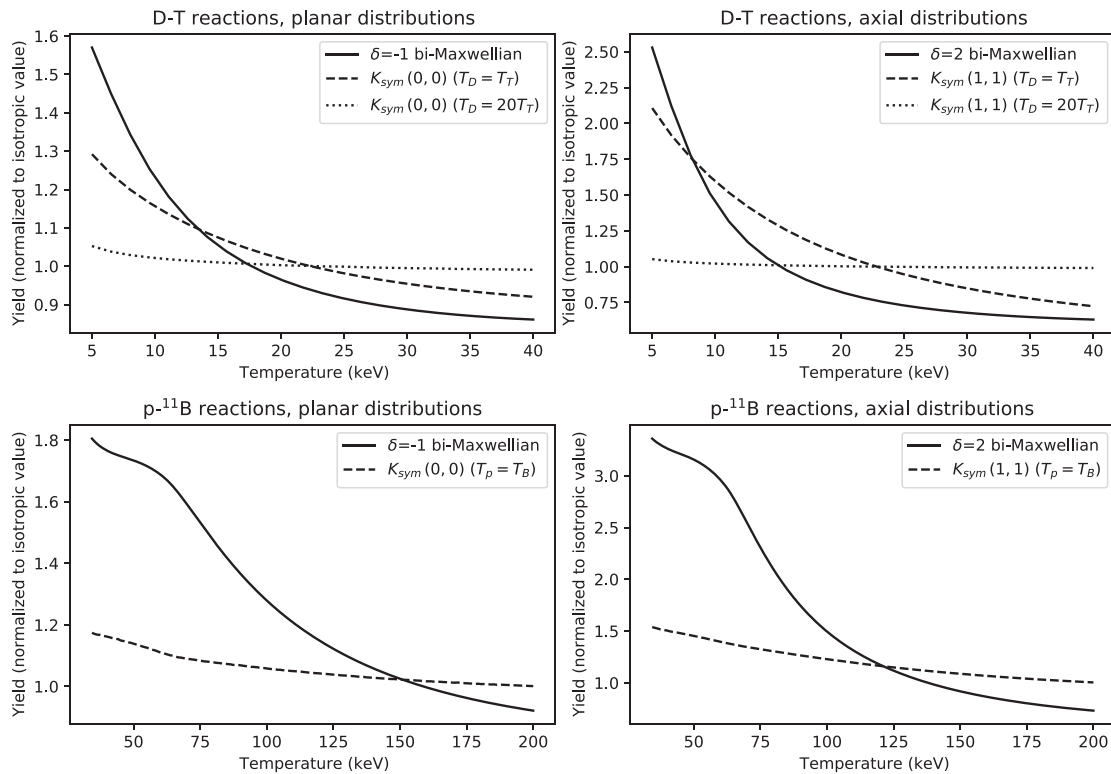 D-T reactions, planar distributions
Yield (normalized to isotropic value)
1.6
1.5
1.4
1.3
1.2
1.1
1.0
0.9
δ=-1 bi-Maxwellian
K_sym(0, 0) (T_D = T_T)
K_sym(0, 0) (T_D = 20T_T)
5 10 15 20 25 30 35 40
Temperature (keV)
D-T reactions, axial distributions
Yield (normalized to isotropic value)
2.50
2.25
2.00
1.75
1.50
1.25
1.00
0.75
δ=2 bi-Maxwellian
K_sym(1, 1) (T_D = T_T)
K_sym(1, 1) (T_D = 20T_T)
5 10 15 20 25 30 35 40
Temperature (keV)
p-¹¹B reactions, planar distributions
Yield (normalized to isotropic value)
1.8
1.6
1.4
1.2
1.0
δ=-1 bi-Maxwellian
K_sym(0, 0) (T_p = T_B)
50 75 100 125 150 175 200
Temperature (keV)
p-¹¹B reactions, axial distributions
Yield (normalized to isotropic value)
3.0
2.5
2.0
1.5
1.0
δ=2 bi-Maxwellian
K_sym(1, 1) (T_p = T_B)
50 75 100 125 150 175 200
Temperature (keV)